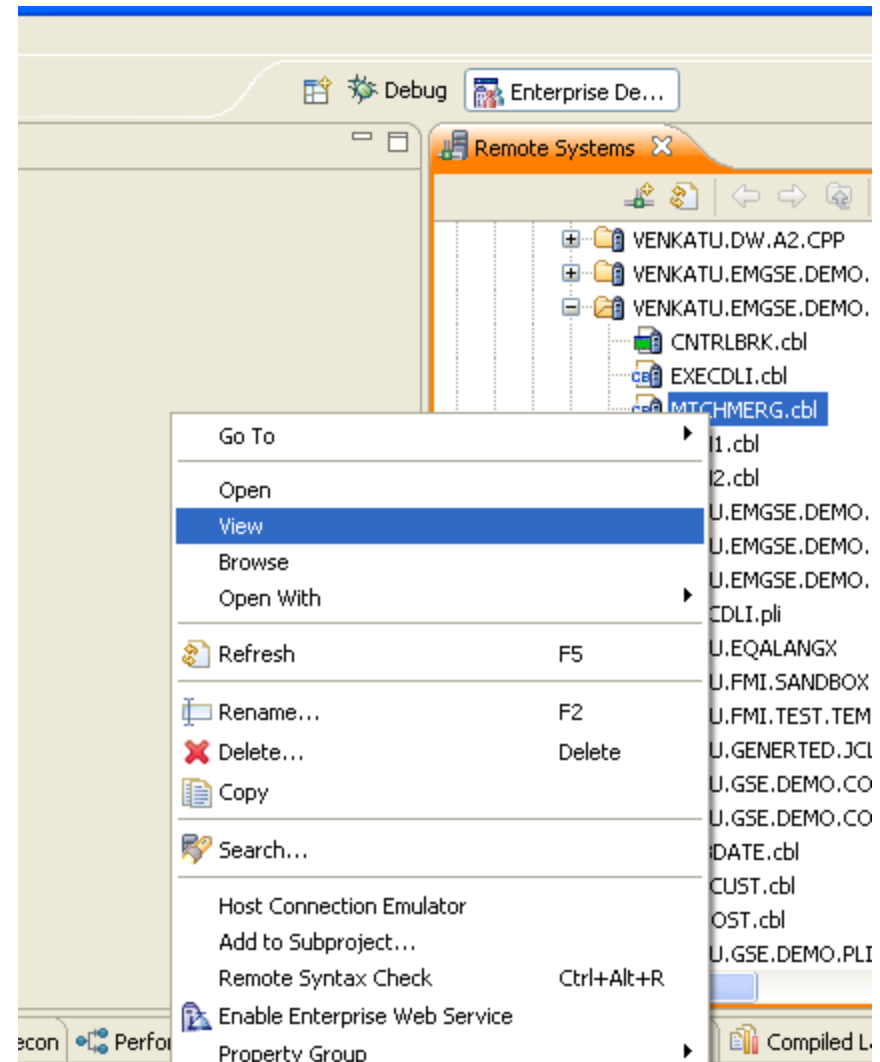 Debug
Enterprise De...
Remote Systems
VENKATU.DW.A2.CPP
VENKATU.EMGSE.DEMO.
VENKATU.EMGSE.DEMO.
CNTRLBRK.cbl
EXECDLI.cbl
MTCHMERG.cbl
1.cbl
2.cbl
U.EMGSE.DEMO.
U.EMGSE.DEMO.
U.EMGSE.DEMO.
CDLI.pli
U.EQALANGX
U.FMI.SANDBOX
U.FMI.TEST.TEM
U.GENERTED.JCL
U.GSE.DEMO.CO
U.GSE.DEMO.CO
DATE.cbl
CUST.cbl
OST.cbl
U.GSE.DEMO.PLI
Go To
Open
View
Browse
Open With
Refresh F5
Rename... F2
Delete... Delete
Copy
Search...
Host Connection Emulator
Add to Subproject...
Remote Syntax Check Ctrl+Alt+R
Enable Enterprise Web Service
Property Group
econ Perfo Compiled L